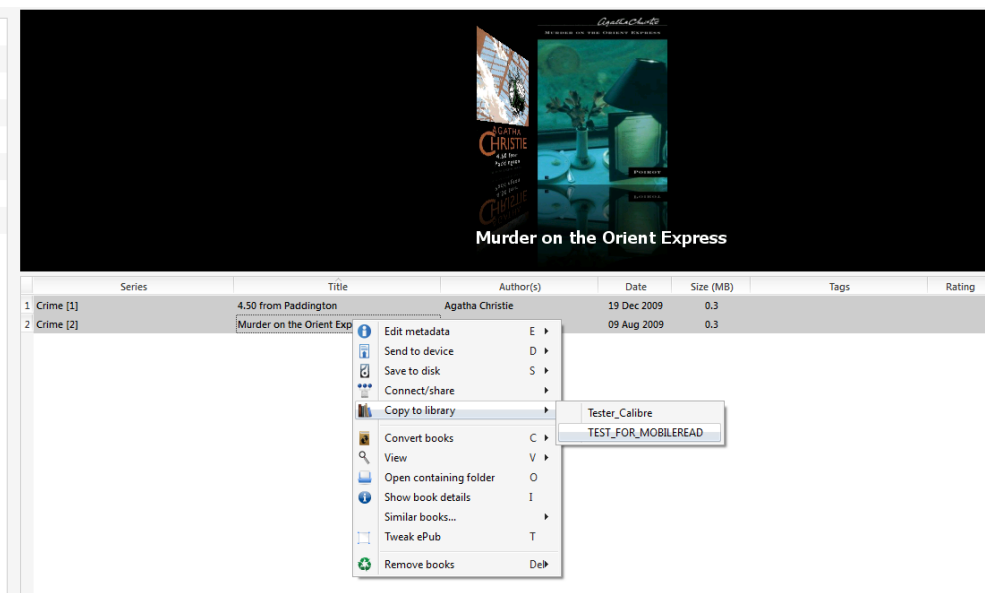 Agatha Christie
MURDER ON THE ORIENT EXPRESS
AGATHA
CHRISTIE
4.50 from
Paddington
POIROT
Murder on the Orient Express
Series Title Author(s) Date Size (MB) Tags Rating
1 Crime [1] 4.50 from Paddington Agatha Christie 19 Dec 2009 0.3
2 Crime [2] Murder on the Orient Exp 09 Aug 2009 0.3
Edit metadata E
Send to device D
Save to disk S
Connect/share
Copy to library
Tester_Calibre
TEST_FOR_MOBILEREAD
Convert books C
View V
Open containing folder O
Show book details I
Similar books...
Tweak ePub T
Remove books Del